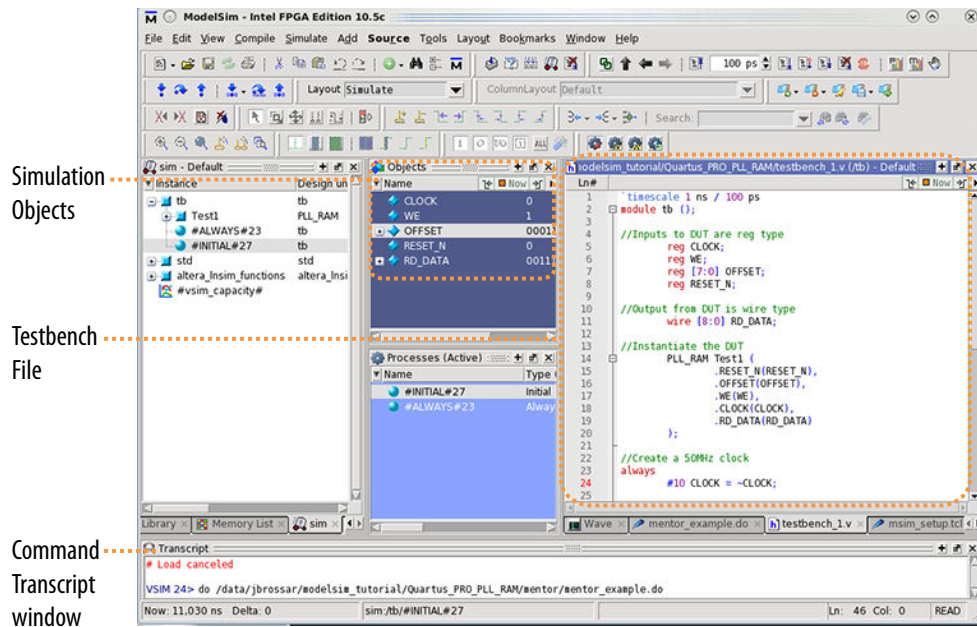 ModelSim - Intel FPGA Edition 10.5c
File Edit View Compile Simulate Add Source Tools Layout Bookmarks Window Help
100 ps
Layout Simulate
ColumnLayout Default
Search:
Simulation
Objects
Testbench
File
Command
Transcript
window
sim - Default
Instance Design un
tb tb
Test1 PLL_RAM
#ALWAYS#23 tb
#INITIAL#27 tb
std std
altera_lnsim_functions altera_lnsi
#vsim_capacity#
Objects
Name Now
CLOCK 0
WE 1
OFFSET 0001
RESET_N 0
RD_DATA 0011
Processes (Active)
Name Type
#INITIAL#27 Initial
#ALWAYS#23 Alway
odelsim_tutorial/Quartus_PRO_PLL_RAM/testbench_1.v (/tb) - Default
Ln# Now
1 `timescale 1 ns / 100 ps
2 module tb ();
3
4 //Inputs to DUT are reg type
5 reg CLOCK;
6 reg WE;
7 reg [7:0] OFFSET;
8 reg RESET_N;
9
10 //Output from DUT is wire type
11 wire [8:0] RD_DATA;
12
13 //Instantiate the DUT
14 PLL_RAM Test1 (
15 .RESET_N(RESET_N),
16 .OFFSET(OFFSET),
17 .WE(WE),
18 .CLOCK(CLOCK),
19 .RD_DATA(RD_DATA)
20 );
21
22 //Create a 50MHz clock
23 always
24 #10 CLOCK = ~CLOCK;
25
Library Memory List sim
Wave mentor_example.do testbench_1.v msim_setup.tcl
Transcript
# Load canceled
VSIM 24> do /data/jbrossar/modelsim_tutorial/Quartus_PRO_PLL_RAM/mentor/mentor_example.do
Now: 11,030 ns Delta: 0 sim:/tb/#INITIAL#27 Ln: 46 Col: 0 READ